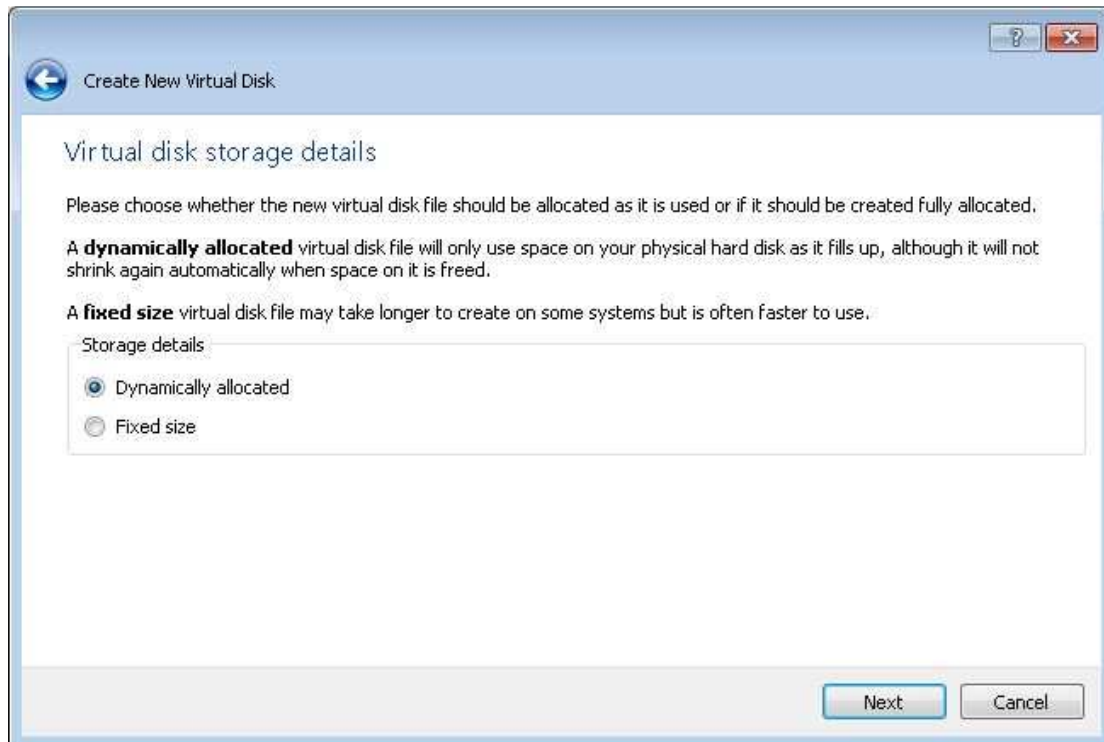 Create New Virtual Disk
Virtual disk storage details
Please choose whether the new virtual disk file should be allocated as it is used or if it should be created fully allocated.
A dynamically allocated virtual disk file will only use space on your physical hard disk as it fills up, although it will not
shrink again automatically when space on it is freed.
A fixed size virtual disk file may take longer to create on some systems but is often faster to use.
Storage details
Dynamically allocated
Fixed size
Next
Cancel